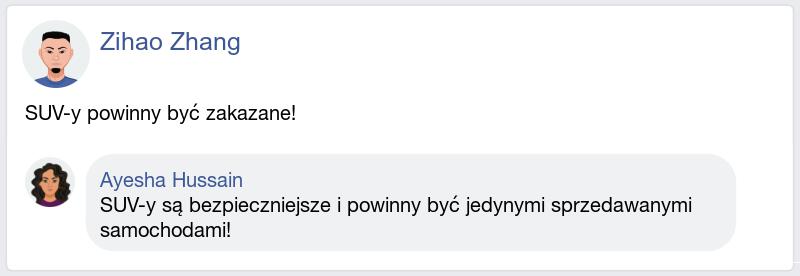 Zihao Zhang
SUV-y powinny być zakazane!
Ayesha Hussain
SUV-y są bezpieczniejsze i powinny być jedynymi sprzedawanymi
samochodami!